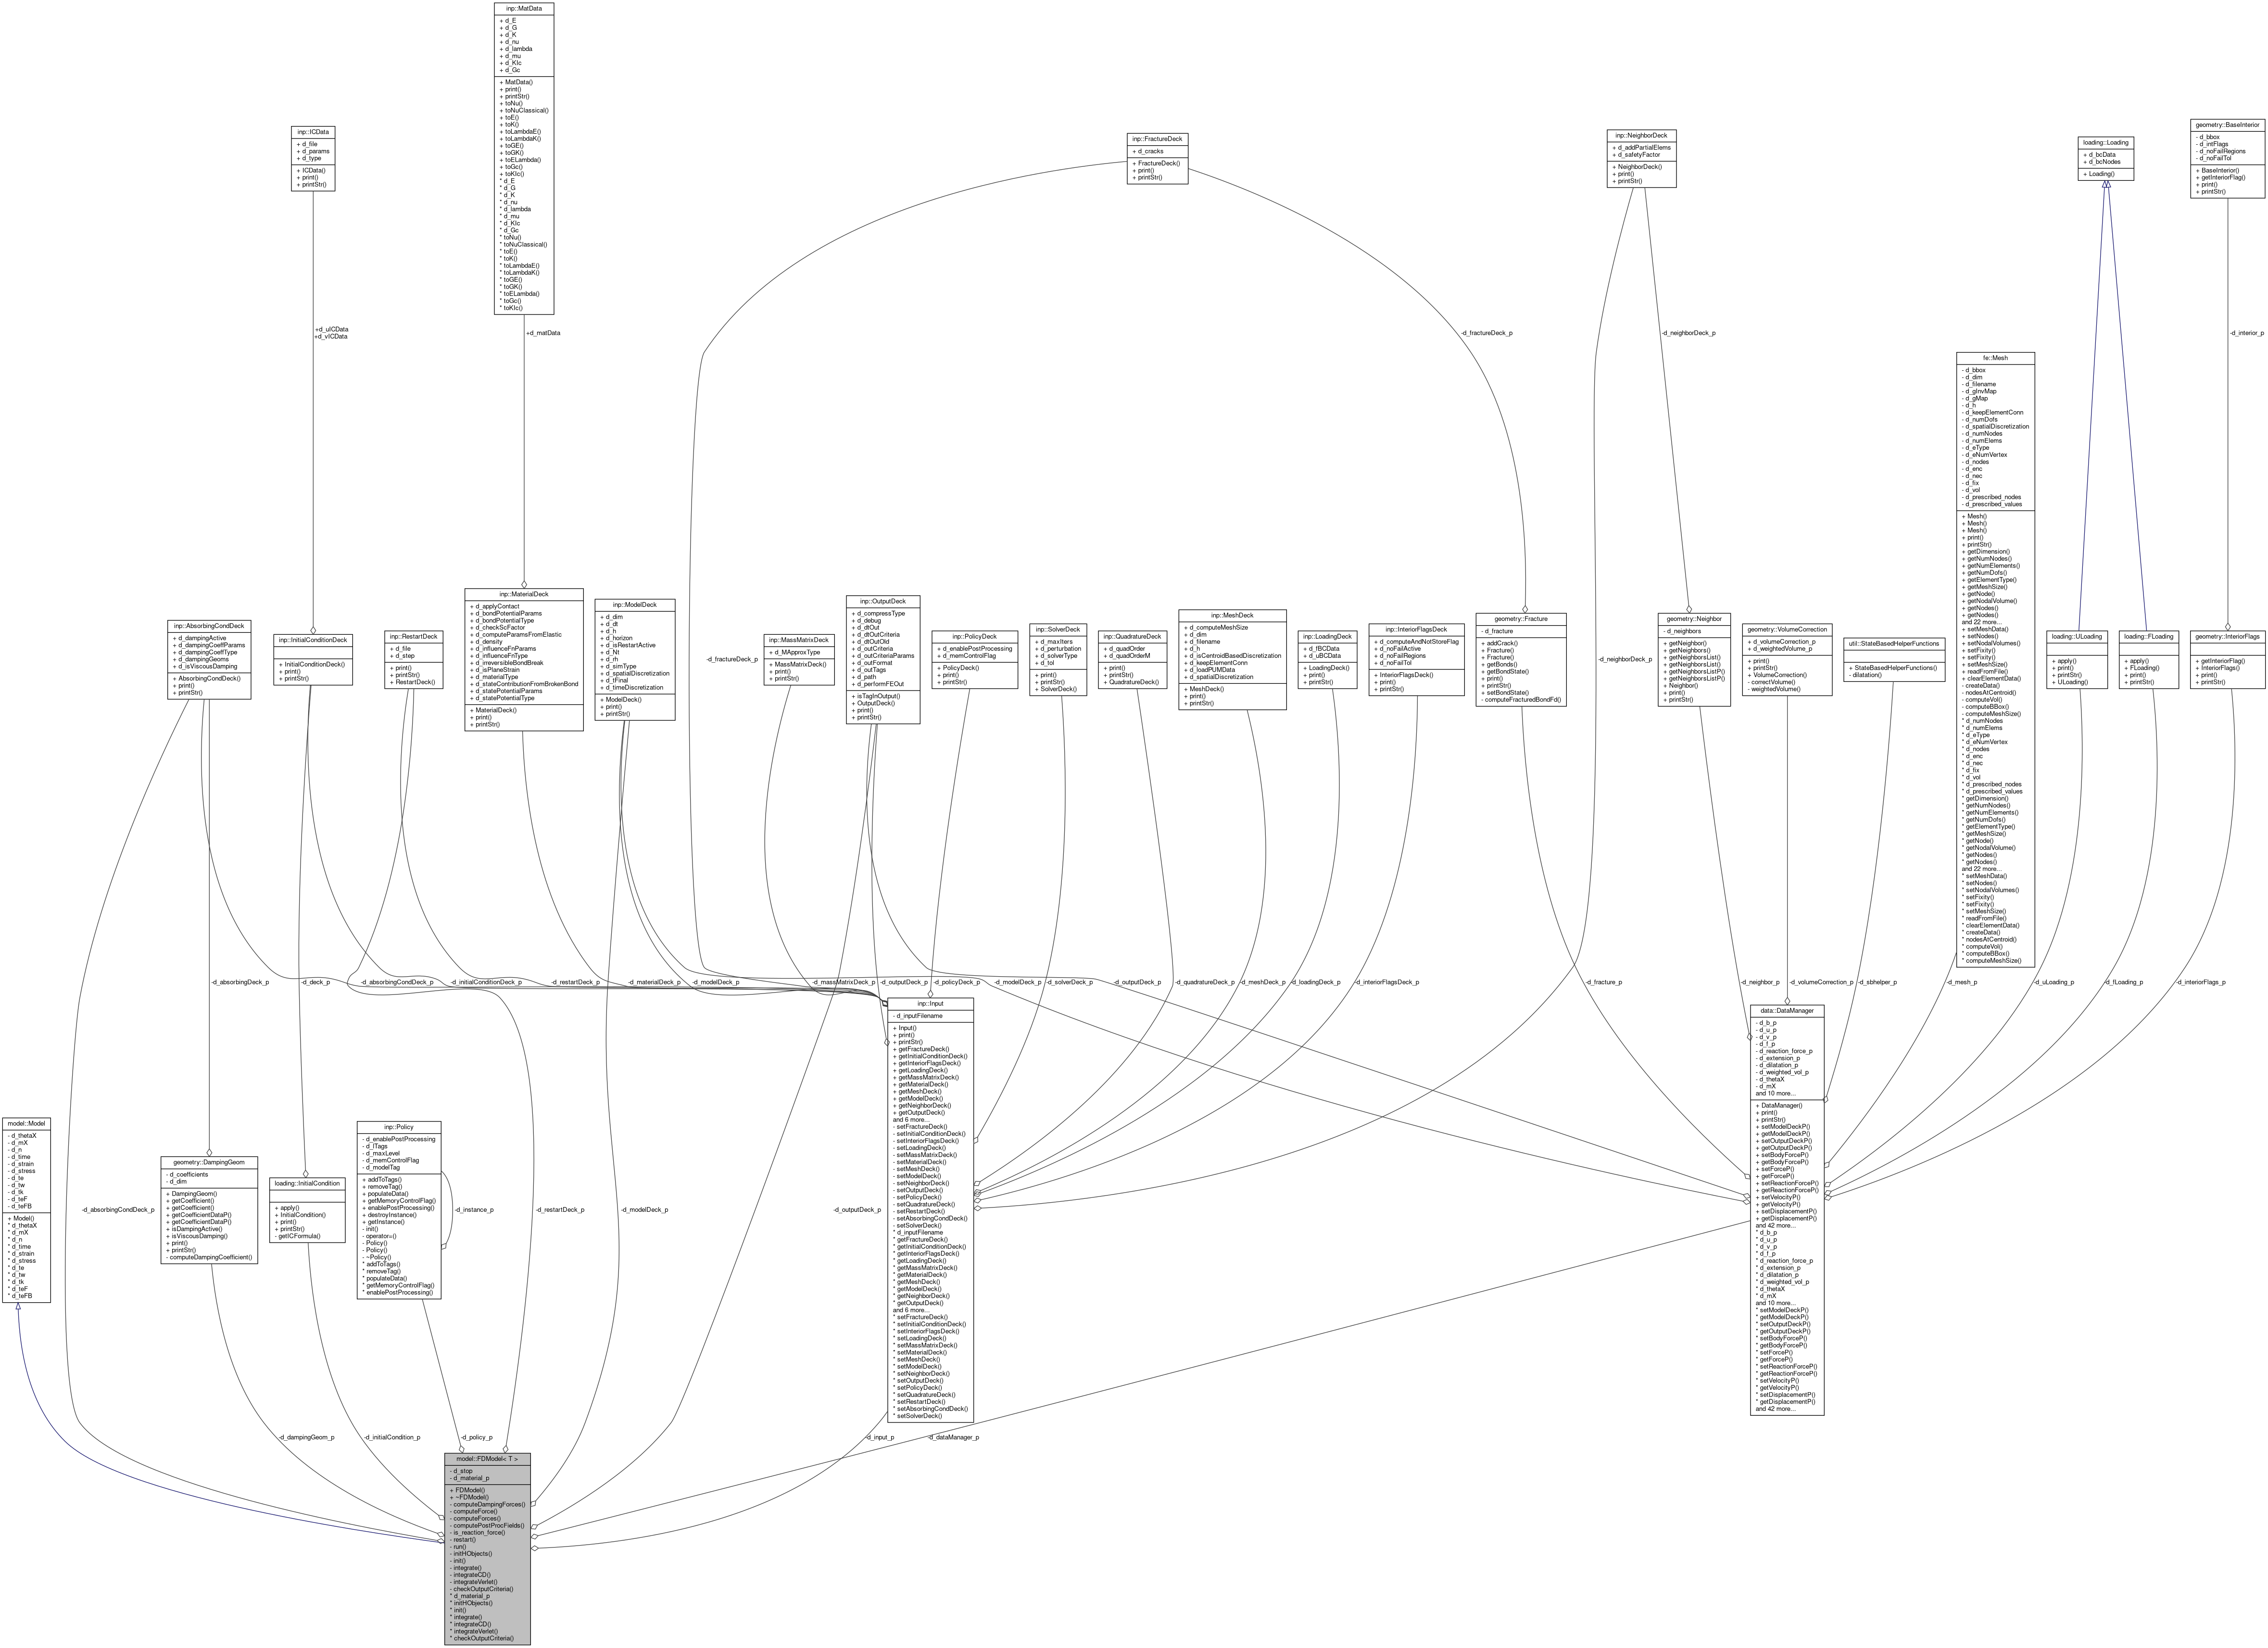 inp::MatData
+ d_E
+ d_G
+ d_K
+ d_nu
+ d_lambda
+ d_mu
+ d_KIc
+ d_Gc
+ MatData()
+ print()
+ printStr()
+ toNu()
+ toNuClassical()
+ toE()
+ toK()
+ toLambdaE()
+ toLambdaK()
+ toGE()
+ toGK()
+ toELambda()
+ toGc()
+ toKIc()
* d_E
* d_G
* d_K
* d_nu
* d_lambda
* d_mu
* d_KIc
* d_Gc
* toNu()
* toNuClassical()
* toE()
* toK()
* toLambdaE()
* toLambdaK()
* toGE()
* toGK()
* toELambda()
* toGc()
* toKIc()
inp::ICData
+ d_file
+ d_params
+ d_type
+ ICData()
+ print()
+ printStr()
inp::FractureDeck
+ d_cracks
+ FractureDeck()
+ print()
+ printStr()
inp::NeighborDeck
+ d_addPartialElems
+ d_safetyFactor
+ NeighborDeck()
+ print()
+ printStr()
loading::Loading
+ d_bcData
+ d_bcNodes
+ Loading()
geometry::BaseInterior
- d_bbox
- d_intFlags
- d_noFailRegions
- d_noFailTol
+ BaseInterior()
+ getInteriorFlag()
+ print()
+ printStr()
+d_uICData
+d_vICData
+d_matData
-d_fractureDeck_p
-d_neighborDeck_p
-d_interior_p
fe::Mesh
- d_bbox
- d_dim
- d_filename
- d_gInvMap
- d_gMap
- d_h
- d_keepElementConn
- d_numDofs
- d_spatialDiscretization
- d_numNodes
- d_numElems
- d_eType
- d_eNumVertex
- d_nodes
- d_enc
- d_nec
- d_fix
- d_vol
- d_prescribed_nodes
- d_prescribed_values
+ Mesh()
+ Mesh()
+ Mesh()
+ print()
+ printStr()
+ getDimension()
+ getNumNodes()
+ getNumElements()
+ getNumDofs()
+ getElementType()
+ getMeshSize()
+ getNode()
+ getNodalVolume()
+ getNodes()
+ getNodes()
and 22 more...
+ setMeshData()
+ setNodes()
+ setNodalVolumes()
+ setFixity()
+ setFixity()
+ setMeshSize()
+ readFromFile()
+ clearElementData()
- createData()
- nodesAtCentroid()
- computeVol()
- computeBBox()
- computeMeshSize()
* d_numNodes
* d_numElems
* d_eType
* d_eNumVertex
* d_nodes
* d_enc
* d_nec
* d_fix
* d_vol
* d_prescribed_nodes
* d_prescribed_values
* getDimension()
* getNumNodes()
* getNumElements()
* getNumDofs()
* getElementType()
* getMeshSize()
* getNode()
* getNodalVolume()
* getNodes()
* getNodes()
and 22 more...
* setMeshData()
* setNodes()
* setNodalVolumes()
* setFixity()
* setFixity()
* setMeshSize()
* readFromFile()
* clearElementData()
* createData()
* nodesAtCentroid()
* computeVol()
* computeBBox()
* computeMeshSize()
inp::AbsorbingCondDeck
+ d_dampingActive
+ d_dampingCoeffParams
+ d_dampingCoeffType
+ d_dampingGeoms
+ d_isViscousDamping
+ AbsorbingCondDeck()
+ print()
+ printStr()
inp::InitialConditionDeck
+ InitialConditionDeck()
+ print()
+ printStr()
inp::RestartDeck
+ d_file
+ d_step
+ print()
+ printStr()
+ RestartDeck()
inp::MaterialDeck
+ d_applyContact
+ d_bondPotentialParams
+ d_bondPotentialType
+ d_checkScFactor
+ d_computeParamsFromElastic
+ d_density
+ d_influenceFnParams
+ d_influenceFnType
+ d_irreversibleBondBreak
+ d_isPlaneStrain
+ d_materialType
+ d_stateContributionFromBrokenBond
+ d_statePotentialParams
+ d_statePotentialType
+ MaterialDeck()
+ print()
+ printStr()
inp::ModelDeck
+ d_dim
+ d_dt
+ d_h
+ d_horizon
+ d_isRestartActive
+ d_Nt
+ d_rh
+ d_simType
+ d_spatialDiscretization
+ d_tFinal
+ d_timeDiscretization
+ ModelDeck()
+ print()
+ printStr()
-d_fractureDeck_p
inp::MassMatrixDeck
+ d_MApproxType
+ MassMatrixDeck()
+ print()
+ printStr()
inp::OutputDeck
+ d_compressType
+ d_debug
+ d_dtOut
+ d_dtOutCriteria
+ d_dtOutOld
+ d_outCriteria
+ d_outCriteriaParams
+ d_outFormat
+ d_outTags
+ d_path
+ d_performFEOut
+ isTagInOutput()
+ OutputDeck()
+ print()
+ printStr()
inp::PolicyDeck
+ d_enablePostProcessing
+ d_memControlFlag
+ PolicyDeck()
+ print()
+ printStr()
inp::SolverDeck
+ d_maxIters
+ d_perturbation
+ d_solverType
+ d_tol
+ print()
+ printStr()
+ SolverDeck()
inp::QuadratureDeck
+ d_quadOrder
+ d_quadOrderM
+ print()
+ printStr()
+ QuadratureDeck()
inp::MeshDeck
+ d_computeMeshSize
+ d_dim
+ d_filename
+ d_h
+ d_isCentroidBasedDiscretization
+ d_keepElementConn
+ d_loadPUMData
+ d_spatialDiscretization
+ MeshDeck()
+ print()
+ printStr()
inp::LoadingDeck
+ d_fBCData
+ d_uBCData
+ LoadingDeck()
+ print()
+ printStr()
inp::InteriorFlagsDeck
+ d_computeAndNotStoreFlag
+ d_noFailActive
+ d_noFailRegions
+ d_noFailTol
+ InteriorFlagsDeck()
+ print()
+ printStr()
geometry::Fracture
- d_fracture
+ addCrack()
+ Fracture()
+ Fracture()
+ getBonds()
+ getBondState()
+ print()
+ printStr()
+ setBondState()
- computeFracturedBondFd()
-d_neighborDeck_p
geometry::Neighbor
- d_neighbors
+ getNeighbor()
+ getNeighbors()
+ getNeighborsList()
+ getNeighborsList()
+ getNeighborsListP()
+ getNeighborsListP()
+ Neighbor()
+ print()
+ printStr()
geometry::VolumeCorrection
+ d_volumeCorrection_p
+ d_weightedVolume_p
+ print()
+ printStr()
+ VolumeCorrection()
- correctVolume()
- weightedVolume()
util::StateBasedHelperFunctions
+ StateBasedHelperFunctions()
- dilatation()
loading::ULoading
+ apply()
+ print()
+ printStr()
+ ULoading()
loading::FLoading
+ apply()
+ FLoading()
+ print()
+ printStr()
geometry::InteriorFlags
+ getInteriorFlag()
+ InteriorFlags()
+ print()
+ printStr()
-d_absorbingDeck_p
-d_deck_p
-d_absorbingCondDeck_p
-d_initialConditionDeck_p
-d_restartDeck_p
-d_materialDeck_p
-d_modelDeck_p
-d_massMatrixDeck_p
-d_outputDeck_p
-d_policyDeck_p
-d_modelDeck_p
-d_solverDeck_p
-d_outputDeck_p
-d_quadratureDeck_p
-d_meshDeck_p
-d_loadingDeck_p
-d_interiorFlagsDeck_p
-d_fracture_p
-d_neighbor_p
-d_volumeCorrection_p
-d_sbhelper_p
-d_mesh_p
-d_uLoading_p
-d_fLoading_p
-d_interiorFlags_p
inp::Input
- d_inputFilename
+ Input()
+ print()
+ printStr()
+ getFractureDeck()
+ getInitialConditionDeck()
+ getInteriorFlagsDeck()
+ getLoadingDeck()
+ getMassMatrixDeck()
+ getMaterialDeck()
+ getMeshDeck()
+ getModelDeck()
+ getNeighborDeck()
+ getOutputDeck()
and 6 more...
- setFractureDeck()
- setInitialConditionDeck()
- setInteriorFlagsDeck()
- setLoadingDeck()
- setMassMatrixDeck()
- setMaterialDeck()
- setMeshDeck()
- setModelDeck()
- setNeighborDeck()
- setOutputDeck()
- setPolicyDeck()
- setQuadratureDeck()
- setRestartDeck()
- setAbsorbingCondDeck()
- setSolverDeck()
* d_inputFilename
* getFractureDeck()
* getInitialConditionDeck()
* getInteriorFlagsDeck()
* getLoadingDeck()
* getMassMatrixDeck()
* getMaterialDeck()
* getMeshDeck()
* getModelDeck()
* getNeighborDeck()
* getOutputDeck()
and 6 more...
* setFractureDeck()
* setInitialConditionDeck()
* setInteriorFlagsDeck()
* setLoadingDeck()
* setMassMatrixDeck()
* setMaterialDeck()
* setMeshDeck()
* setModelDeck()
* setNeighborDeck()
* setOutputDeck()
* setPolicyDeck()
* setQuadratureDeck()
* setRestartDeck()
* setAbsorbingCondDeck()
* setSolverDeck()
data::DataManager
- d_b_p
- d_u_p
- d_v_p
- d_f_p
- d_reaction_force_p
- d_extension_p
- d_dilatation_p
- d_weighted_vol_p
- d_thetaX
- d_mX
and 10 more...
+ DataManager()
+ print()
+ printStr()
+ setModelDeckP()
+ getModelDeckP()
+ setOutputDeckP()
+ getOutputDeckP()
+ setBodyForceP()
+ getBodyForceP()
+ setForceP()
+ getForceP()
+ setReactionForceP()
+ getReactionForceP()
+ setVelocityP()
+ getVelocityP()
+ setDisplacementP()
+ getDisplacementP()
and 42 more...
* d_b_p
* d_u_p
* d_v_p
* d_f_p
* d_reaction_force_p
* d_extension_p
* d_dilatation_p
* d_weighted_vol_p
* d_thetaX
* d_mX
and 10 more...
* setModelDeckP()
* getModelDeckP()
* setOutputDeckP()
* getOutputDeckP()
* setBodyForceP()
* getBodyForceP()
* setForceP()
* getForceP()
* setReactionForceP()
* getReactionForceP()
* setVelocityP()
* getVelocityP()
* setDisplacementP()
* getDisplacementP()
and 42 more...
model::Model
- d_thetaX
- d_mX
- d_n
- d_time
- d_strain
- d_stress
- d_te
- d_tw
- d_tk
- d_teF
- d_teFB
+ Model()
* d_thetaX
* d_mX
* d_n
* d_time
* d_strain
* d_stress
* d_te
* d_tw
* d_tk
* d_teF
* d_teFB
-d_absorbingCondDeck_p
geometry::DampingGeom
- d_coefficients
- d_dim
+ DampingGeom()
+ getCoefficient()
+ getCoefficient()
+ getCoefficientDataP()
+ getCoefficientDataP()
+ isDampingActive()
+ isViscousDamping()
+ print()
+ printStr()
- computeDampingCoefficient()
loading::InitialCondition
+ apply()
+ InitialCondition()
+ print()
+ printStr()
- getICFormula()
inp::Policy
- d_enablePostProcessing
- d_lTags
- d_maxLevel
- d_memControlFlag
- d_modelTag
+ addToTags()
+ removeTag()
+ populateData()
+ getMemoryControlFlag()
+ enablePostProcessing()
+ destroyInstance()
+ getInstance()
- init()
- operator=()
- Policy()
- Policy()
- ~Policy()
* addToTags()
* removeTag()
* populateData()
* getMemoryControlFlag()
* enablePostProcessing()
-d_instance_p
-d_restartDeck_p
-d_modelDeck_p
-d_outputDeck_p
-d_dampingGeom_p
-d_initialCondition_p
-d_policy_p
-d_input_p
-d_dataManager_p
model::FDModel< T >
- d_stop
- d_material_p
+ FDModel()
+ ~FDModel()
- computeDampingForces()
- computeForce()
- computeForces()
- computePostProcFields()
- is_reaction_force()
- restart()
- run()
- initHObjects()
- init()
- integrate()
- integrateCD()
- integrateVerlet()
- checkOutputCriteria()
* d_material_p
* initHObjects()
* init()
* integrate()
* integrateCD()
* integrateVerlet()
* checkOutputCriteria()